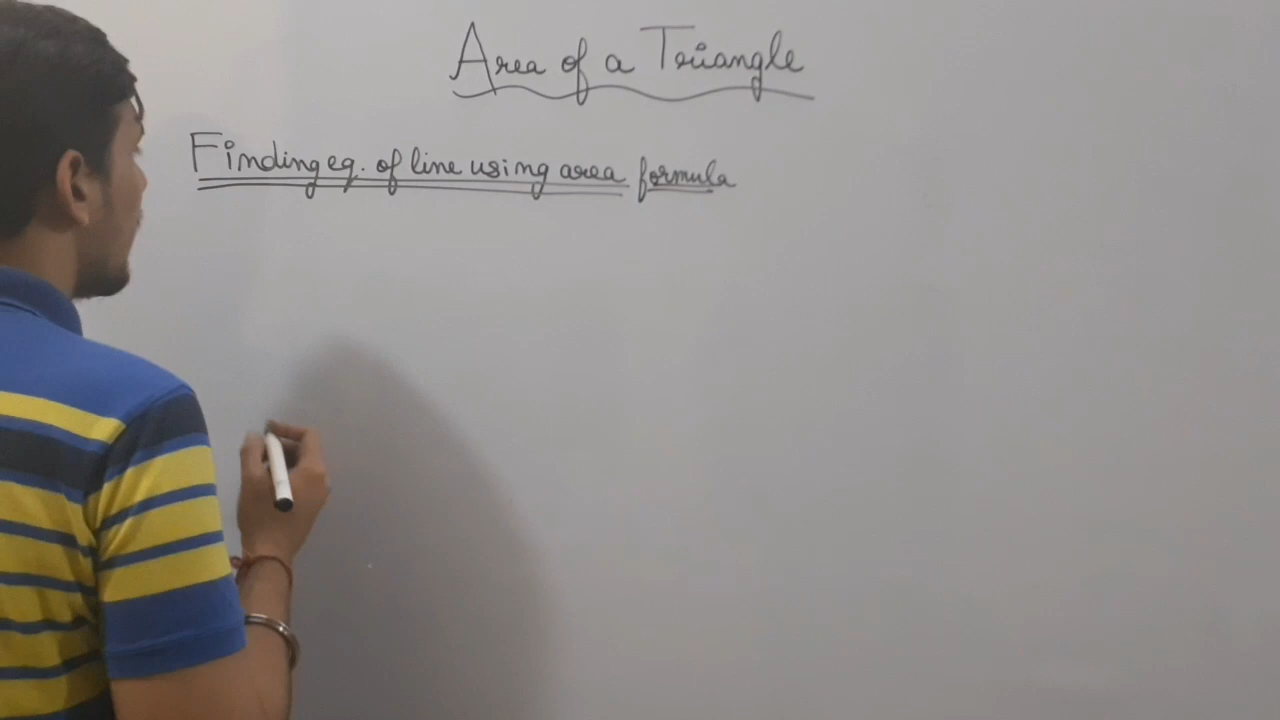 Area of a Triangle
Finding eq. of line using area formula